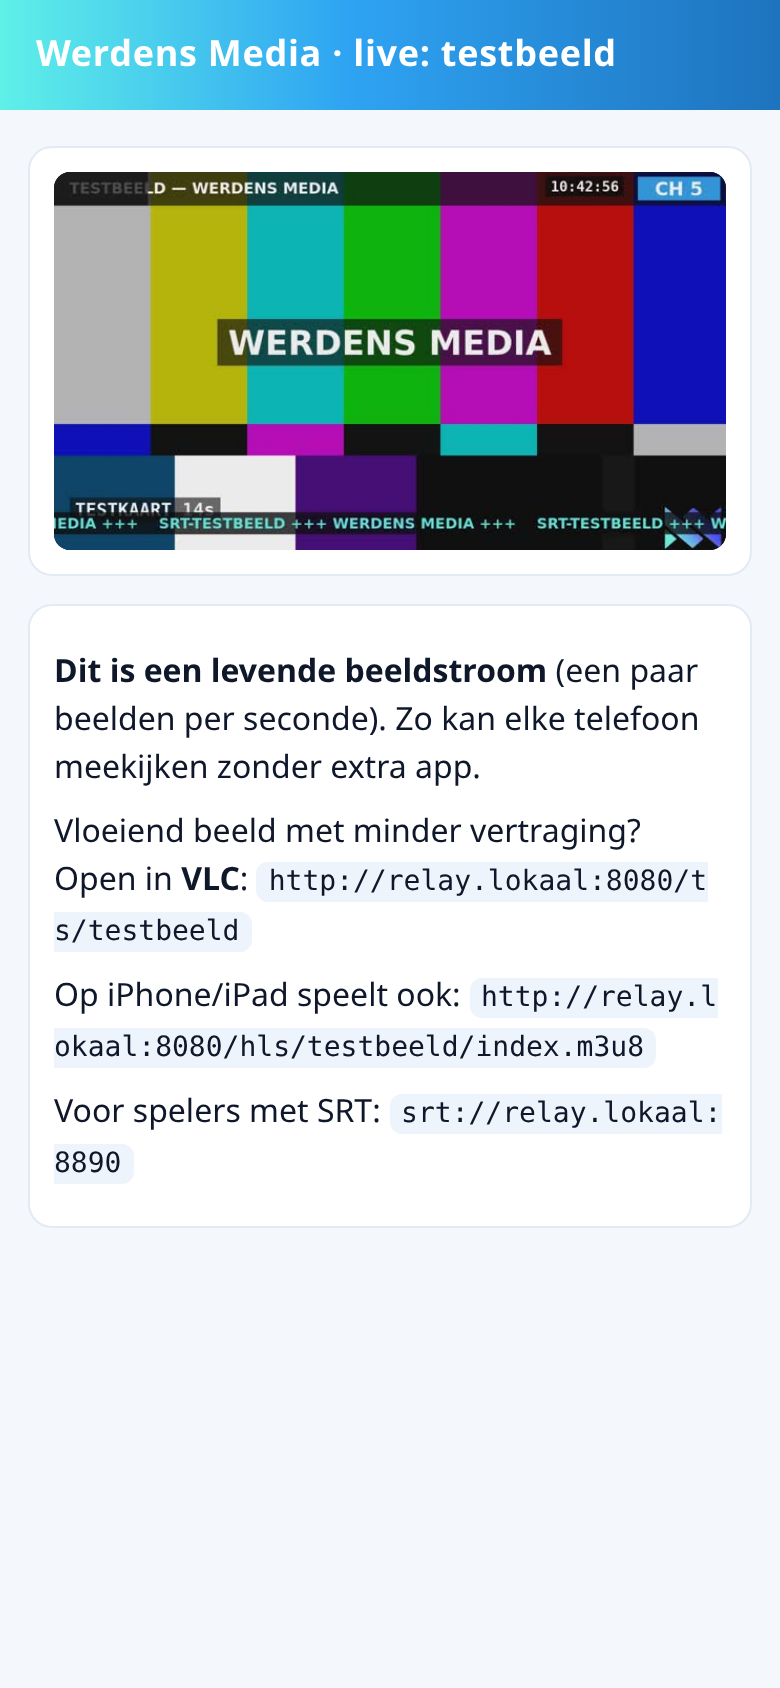 Werdens Media · live: testbeeld
TESTBEELD — WERDENS MEDIA
10:42:56
CH 5
WERDENS MEDIA
TESTKAART 14s
EDIA +++ SRT-TESTBEELD +++ WERDENS MEDIA +++ SRT-TESTBEELD +++ W
Dit is een levende beeldstroom (een paar
beelden per seconde). Zo kan elke telefoon
meekijken zonder extra app.
Vloeiend beeld met minder vertraging?
Open in VLC: http://relay.lokaal:8080/t
s/testbeeld
Op iPhone/iPad speelt ook: http://relay.l
okaal:8080/hls/testbeeld/index.m3u8
Voor spelers met SRT: srt://relay.lokaal:
8890